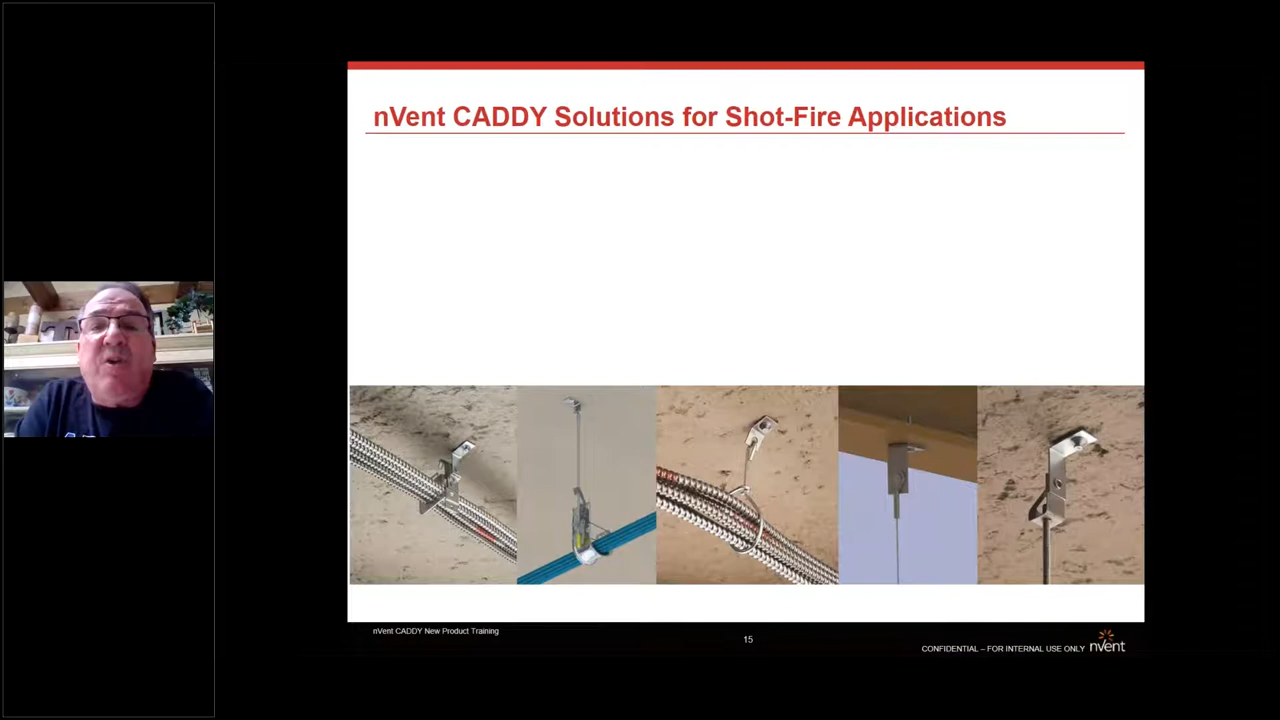 nVent CADDY Solutions for Shot-Fire Applications
nVent CADDY New Product Training
15
CONFIDENTIAL – FOR INTERNAL USE ONLY
nVent